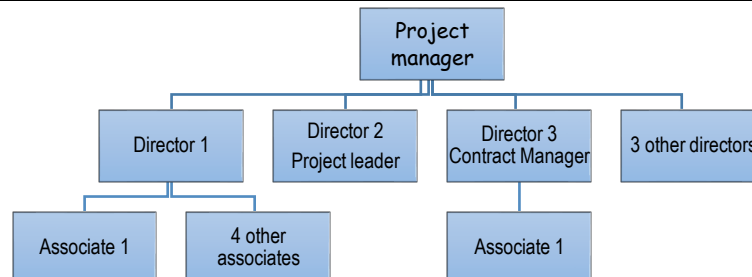 Project
manager
Director 1
Director 2
Project leader
Director 3
Contract Manager
3 other directors
Associate 1
4 other
associates
Associate 1